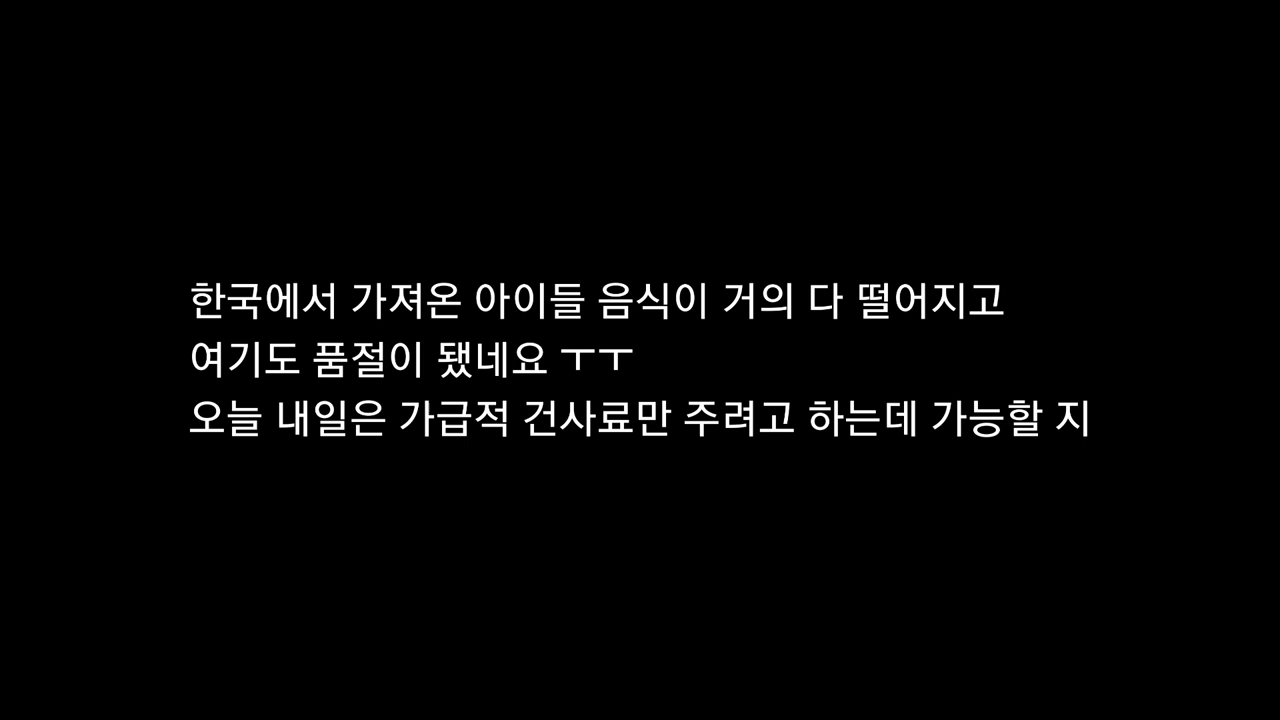 한국에서 가져온 아이들 음식이 거의 다 떨어지고
여기도 품절이 됐네요 ㅜㅜ
오늘 내일은 가급적 건사료만 주려고 하는데 가능할 지